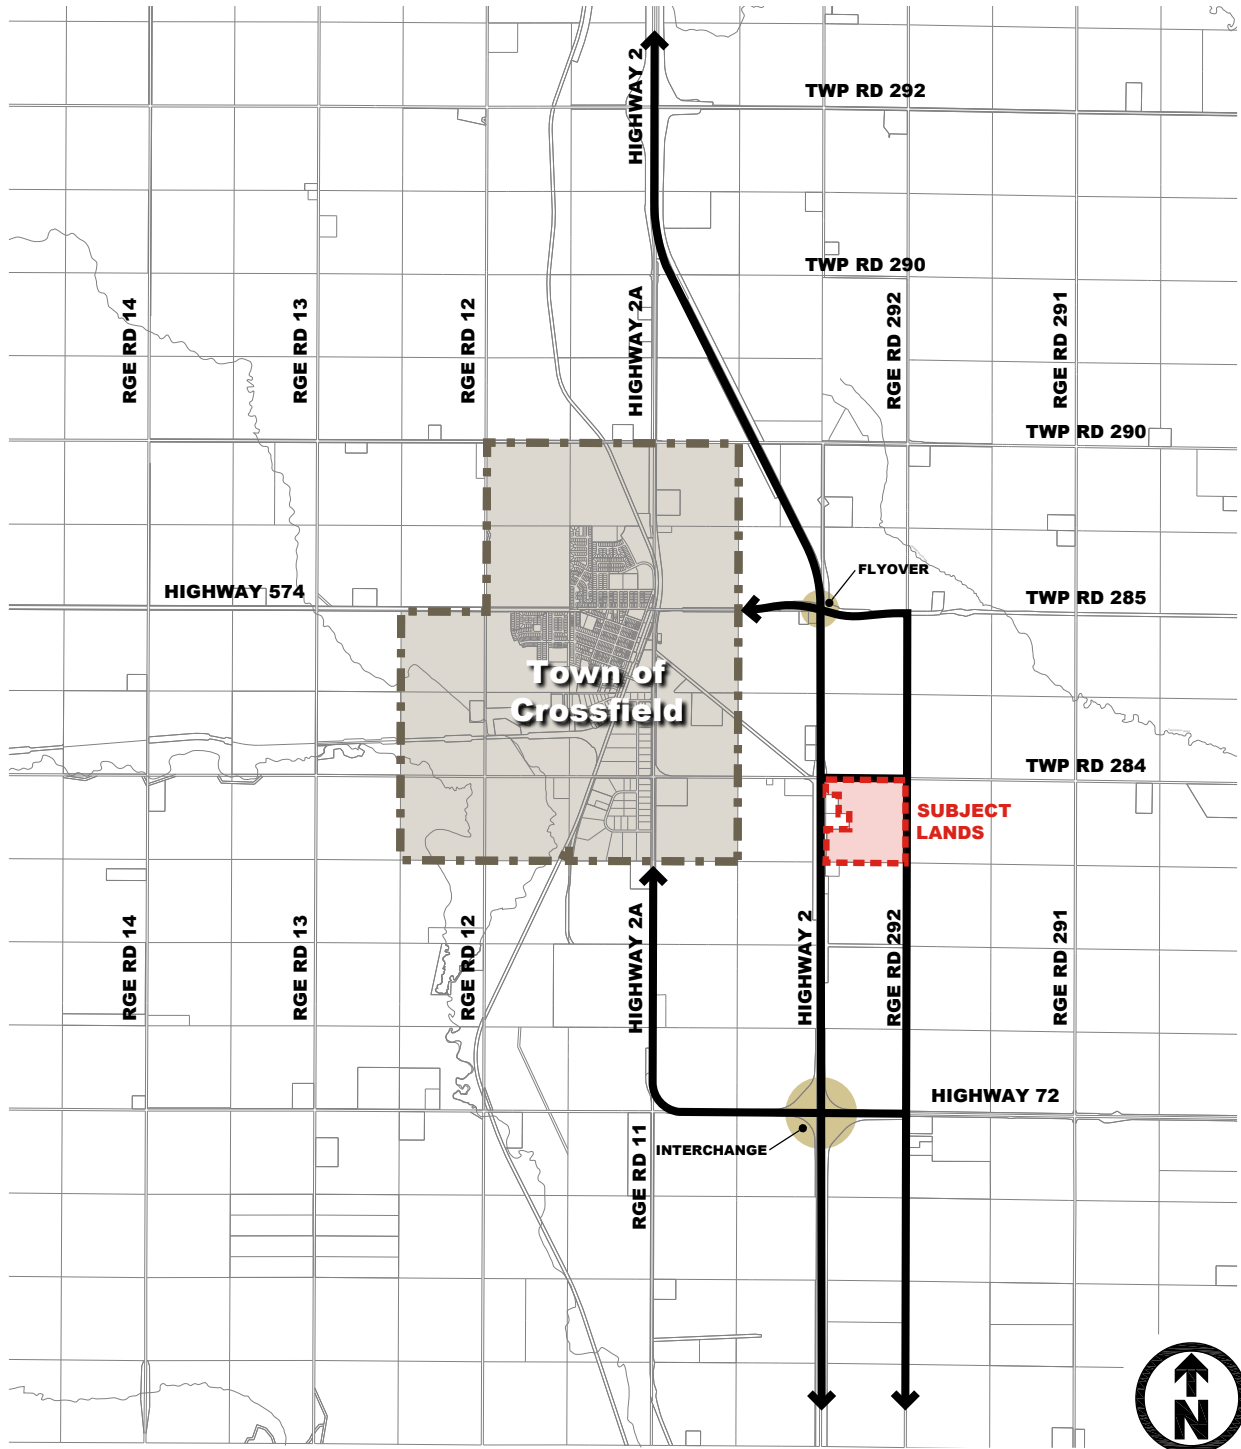 HIGHWAY 2
TWP RD 292
TWP RD 290
RGE RD 14
RGE RD 13
RGE RD 12
HIGHWAY 2A
RGE RD 292
RGE RD 291
TWP RD 290
FLYOVER
HIGHWAY 574
TWP RD 285
Town of
Crossfield
TWP RD 284
SUBJECT
LANDS
RGE RD 14
RGE RD 13
RGE RD 12
HIGHWAY 2A
HIGHWAY 2
RGE RD 292
RGE RD 291
HIGHWAY 72
RGE RD 11
INTERCHANGE
N